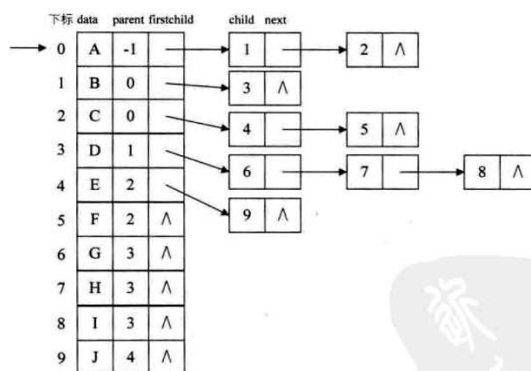 下标 data parent firstchild child next
0 A -1 1 2 Λ
1 B 0 3 Λ
2 C 0 4 5 Λ
3 D 1 6 7 8 Λ
4 E 2 9 Λ
5 F 2 Λ
6 G 3 Λ
7 H 3 Λ
8 I 3 Λ
9 J 4 Λ